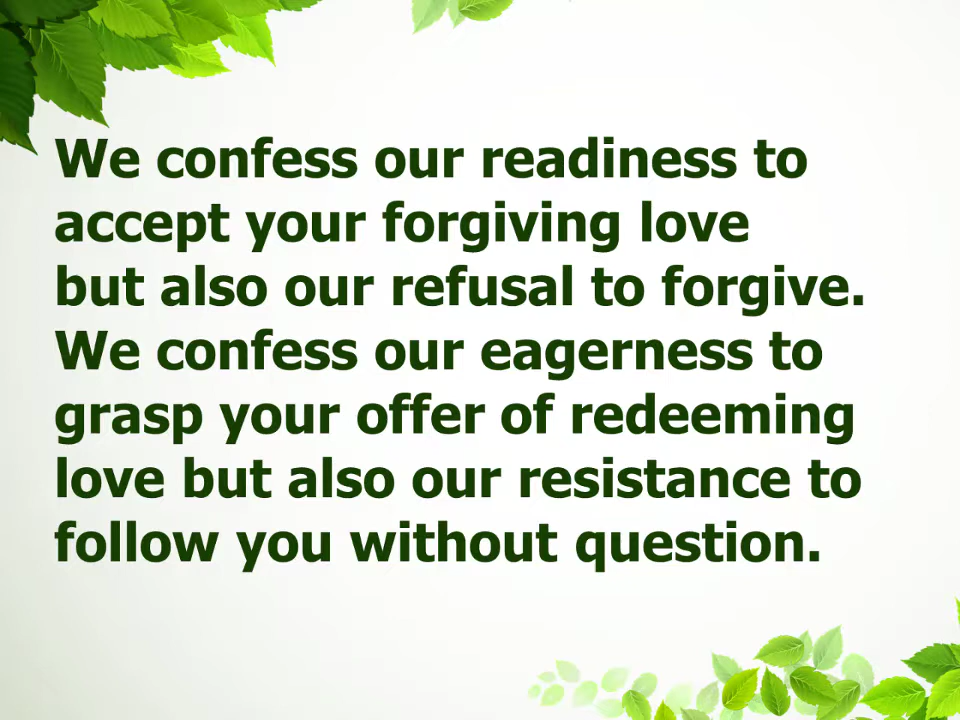 We confess our readiness to
accept your forgiving love
but also our refusal to forgive.
We confess our eagerness to
grasp your offer of redeeming
love but also our resistance to
follow you without question.